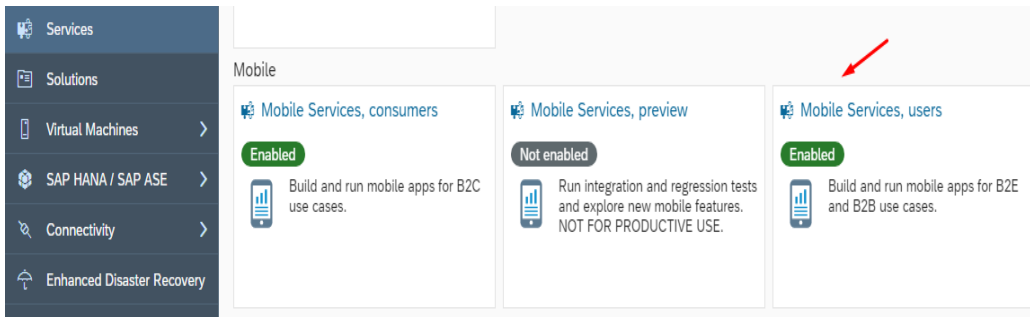 Services
Solutions
Virtual Machines
SAP HANA / SAP ASE
Connectivity
Enhanced Disaster Recovery
Mobile
Mobile Services, consumers
Enabled
Build and run mobile apps for B2C
use cases.
Mobile Services, preview
Not enabled
Run integration and regression tests
and explore new mobile features.
NOT FOR PRODUCTIVE USE.
Mobile Services, users
Enabled
Build and run mobile apps for B2E
and B2B use cases.